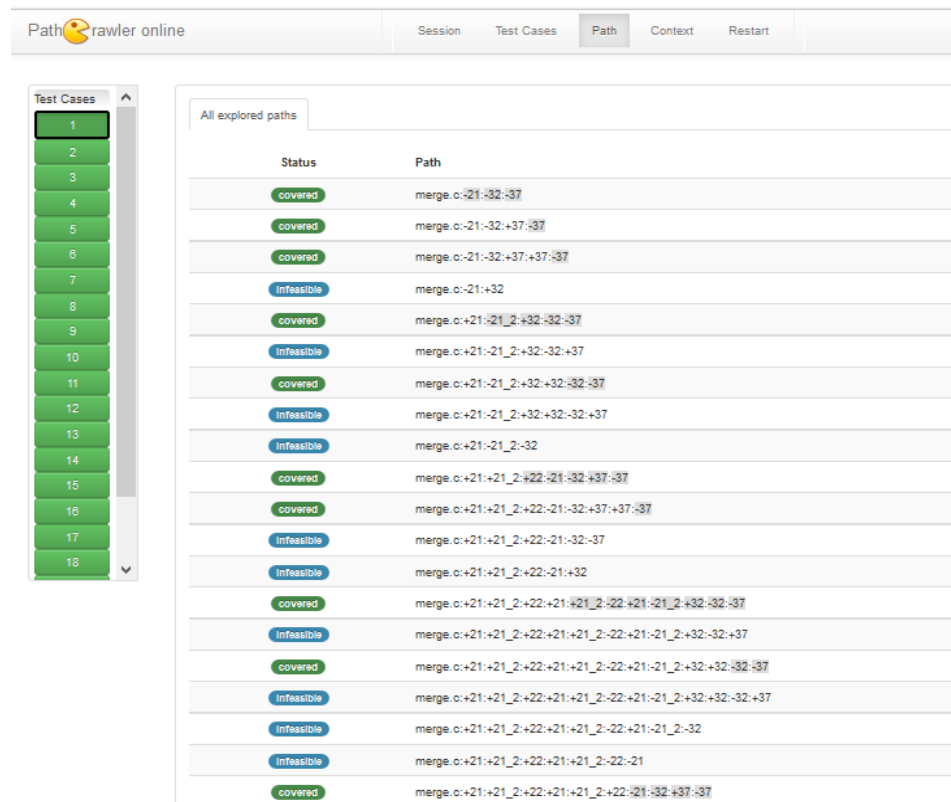 Path rawler online Session Test Cases Path Context Restart
Test Cases
1
2
3
4
5
6
7
8
9
10
11
12
13
14
15
16
17
18
All explored paths
Status Path
covered merge.c:-21:-32:-37
covered merge.c:-21:-32:+37:-37
covered merge.c:-21:-32:+37:+37:-37
infeasible merge.c:-21:+32
covered merge.c:+21:-21_2:+32:-32:-37
infeasible merge.c:+21:-21_2:+32:-32:+37
covered merge.c:+21:-21_2:+32:+32:-32:-37
infeasible merge.c:+21:-21_2:+32:+32:-32:+37
infeasible merge.c:+21:-21_2:-32
covered merge.c:+21:+21_2:+22:-21:-32:+37:-37
covered merge.c:+21:+21_2:+22:-21:-32:+37:+37:-37
infeasible merge.c:+21:+21_2:+22:-21:-32:-37
infeasible merge.c:+21:+21_2:+22:-21:+32
covered merge.c:+21:+21_2:+22:+21:+21_2:-22:+21:-21_2:+32:-32:-37
infeasible merge.c:+21:+21_2:+22:+21:+21_2:-22:+21:-21_2:+32:-32:+37
covered merge.c:+21:+21_2:+22:+21:+21_2:-22:+21:-21_2:+32:+32:-32:-37
infeasible merge.c:+21:+21_2:+22:+21:+21_2:-22:+21:-21_2:+32:+32:-32:+37
infeasible merge.c:+21:+21_2:+22:+21:+21_2:-22:+21:-21_2:-32
infeasible merge.c:+21:+21_2:+22:+21:+21_2:-22:-21
covered merge.c:+21:+21_2:+22:+21:+21_2:+22:-21:-32:+37:-37